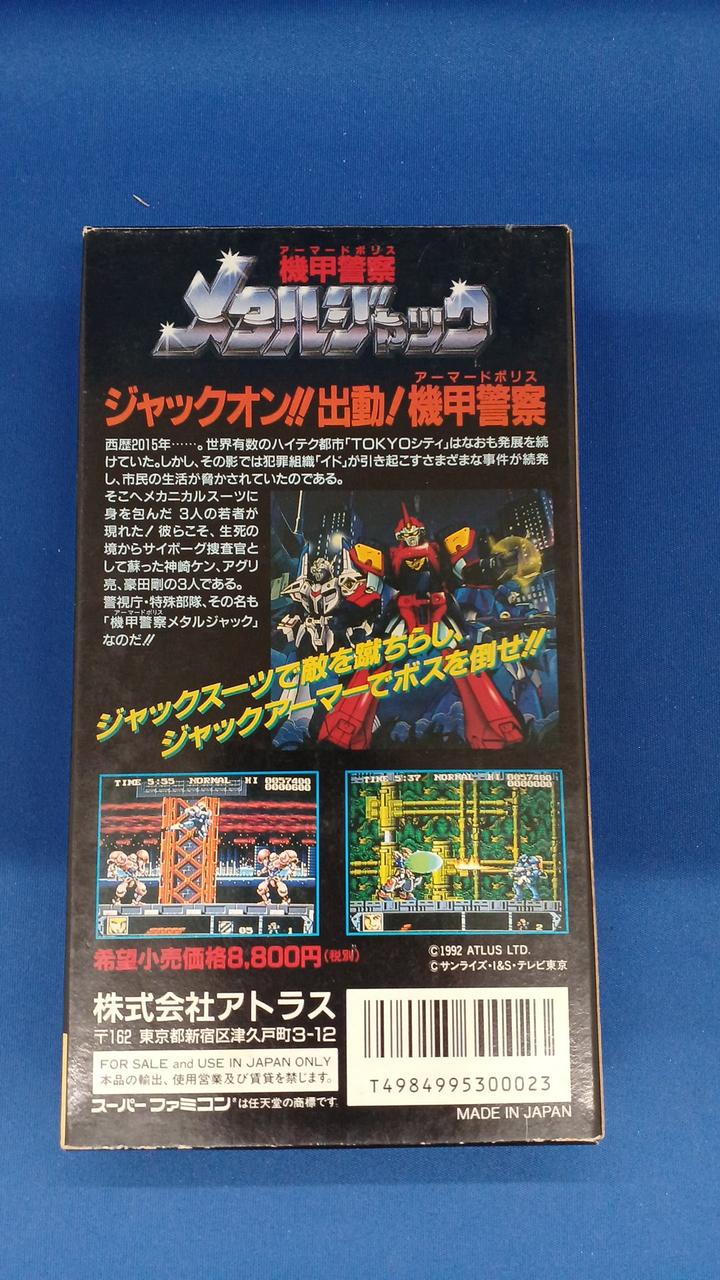 アーマードポリス
機甲警察
メタルジャック
アーマードポリス
ジャックオン!!出動!機甲警察
西歴2015年……。世界有数のハイテク都市「TOKYOシティ」はなおも発展を続
けていた。しかし、その影では犯罪組織「イド」が引き起こすさまざまな事件が続発
し、市民の生活が脅かされていたのである。
そこへメカニカルスーツに
身を包んだ 3人の若者が
現れた!彼らこそ、生死の
境からサイボーグ捜査官と
して蘇った神崎ケン、アグリ
亮、豪田剛の3人である。
警視庁・特殊部隊、その名も
アーマードポリス
「機甲警察メタルジャック」
なのだ!!
ジャックスーツで敵を蹴ちらし、
ジャックアーマーでボスを倒せ!!
TIME 5:55 NORMAL HI 0057400
0000600
05 1
TIME 5:37 NORMAL HI 0057400
0000000
2
希望小売価格8,800円(税別)
©1992 ATLUS LTD.
©サンライズ・I&S・テレビ東京
株式会社アトラス
〒162 東京都新宿区津久戸町3-12
FOR SALE and USE IN JAPAN ONLY
本品の輸出、使用営業及び賃貸を禁じます。
スーパーファミコン®は任天堂の商標です
T4984995300023
MADE IN JAPAN